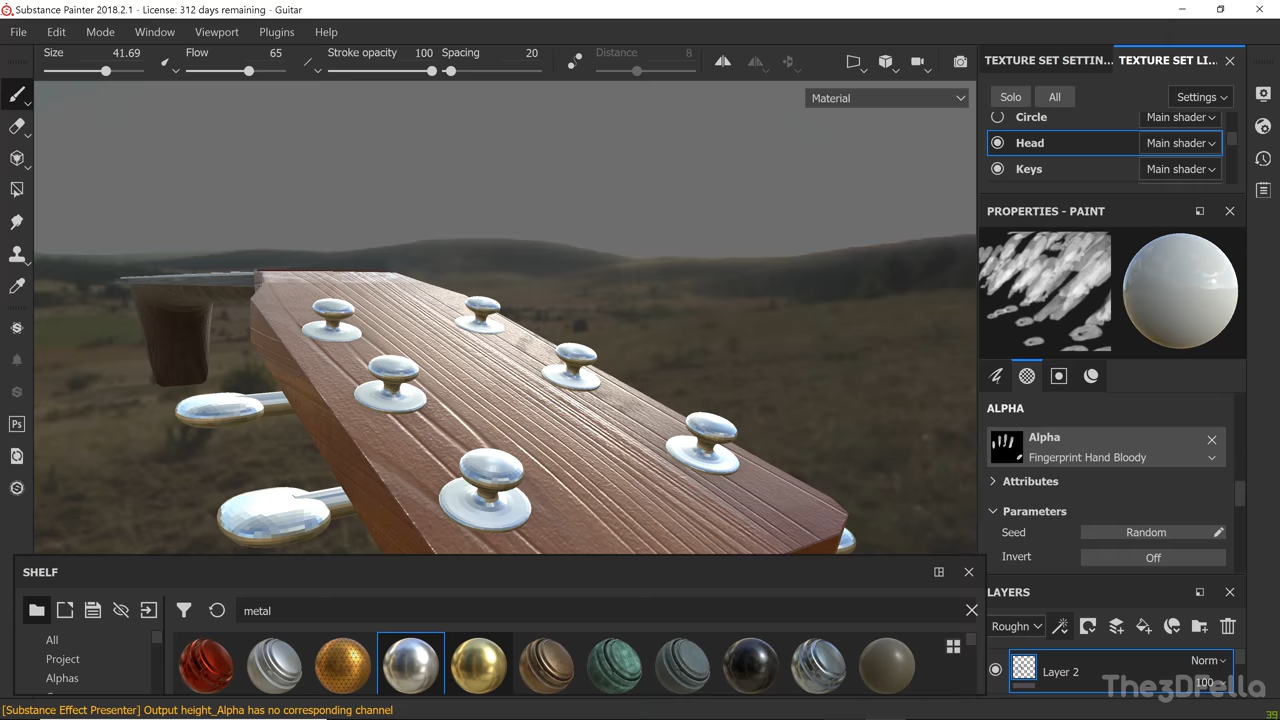 Substance Painter 2018.2.1 - License: 312 days remaining - Guitar
File Edit Mode Window Viewport Plugins Help
Size 41.69 Flow 65 Stroke opacity 100 Spacing 20 Distance 8
TEXTURE SET SETTIN... TEXTURE SET LI...
Solo All Settings
Material
Circle Main shader
Head Main shader
Keys Main shader
PROPERTIES - PAINT
ALPHA
Alpha
Fingerprint Hand Bloody
Attributes
Parameters
Seed Random
Invert Off
Ps
SHELF
metal
All
Project
Alphas
LAYERS
Roughn
Layer 2 Norm
100
The3DFella
[Substance Effect Presenter] Output height_Alpha has no corresponding channel
39